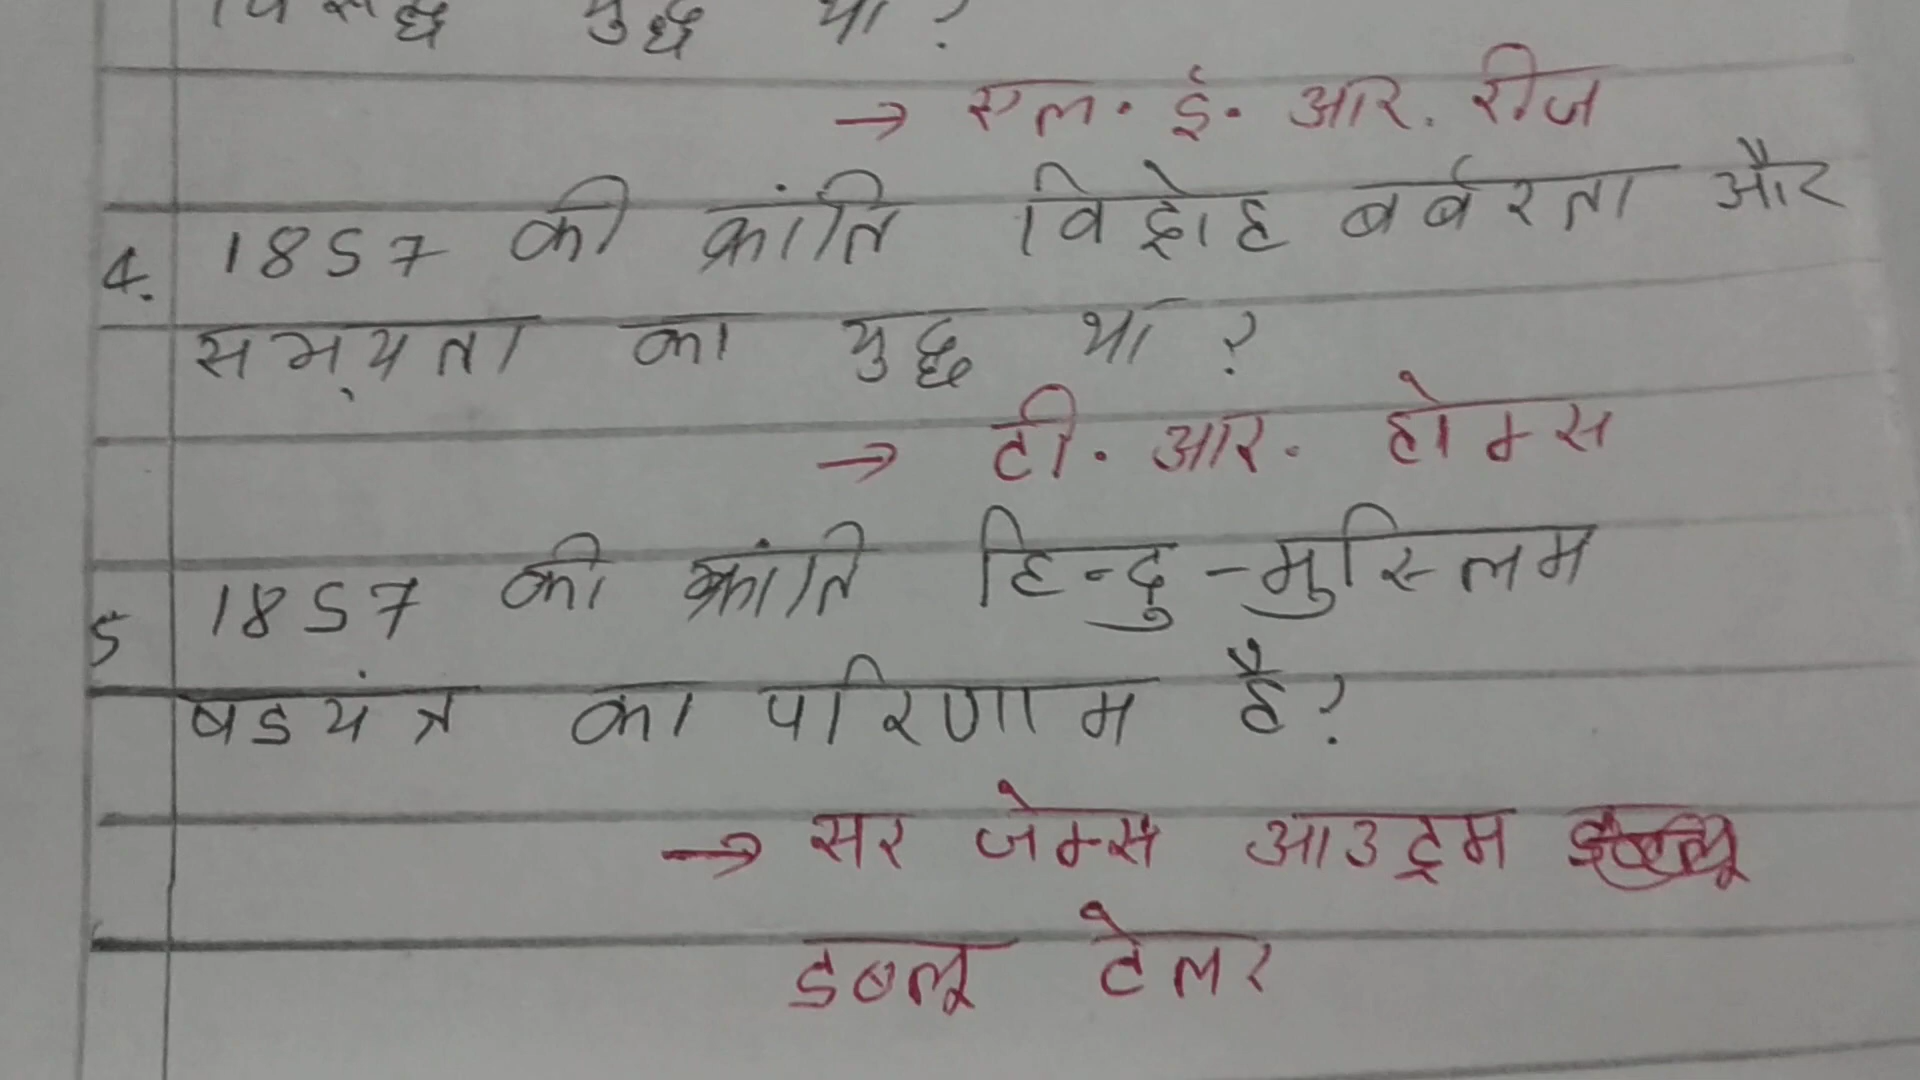 विरूद्ध युद्ध था?
→ एल. ई. आर. रीज
4. 1857 की क्रांति विद्रोह बर्बरता और
सभ्यता का युद्ध था?
→ टी. आर. होम्स
5 1857 की क्रांति हिन्दु-मुस्लिम
षडयंत्र का परिणाम है?
→ सर जेम्स आउट्रम
डब्लू टेलर